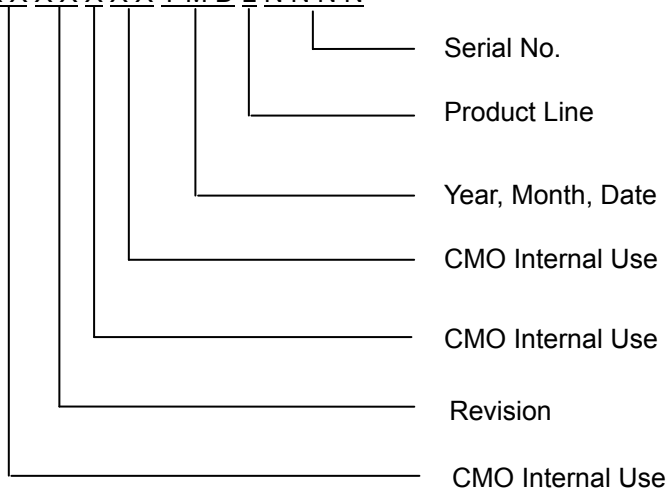 Serial No.
Product Line
Year, Month, Date
CMO Internal Use
CMO Internal Use
Revision
CMO Internal Use